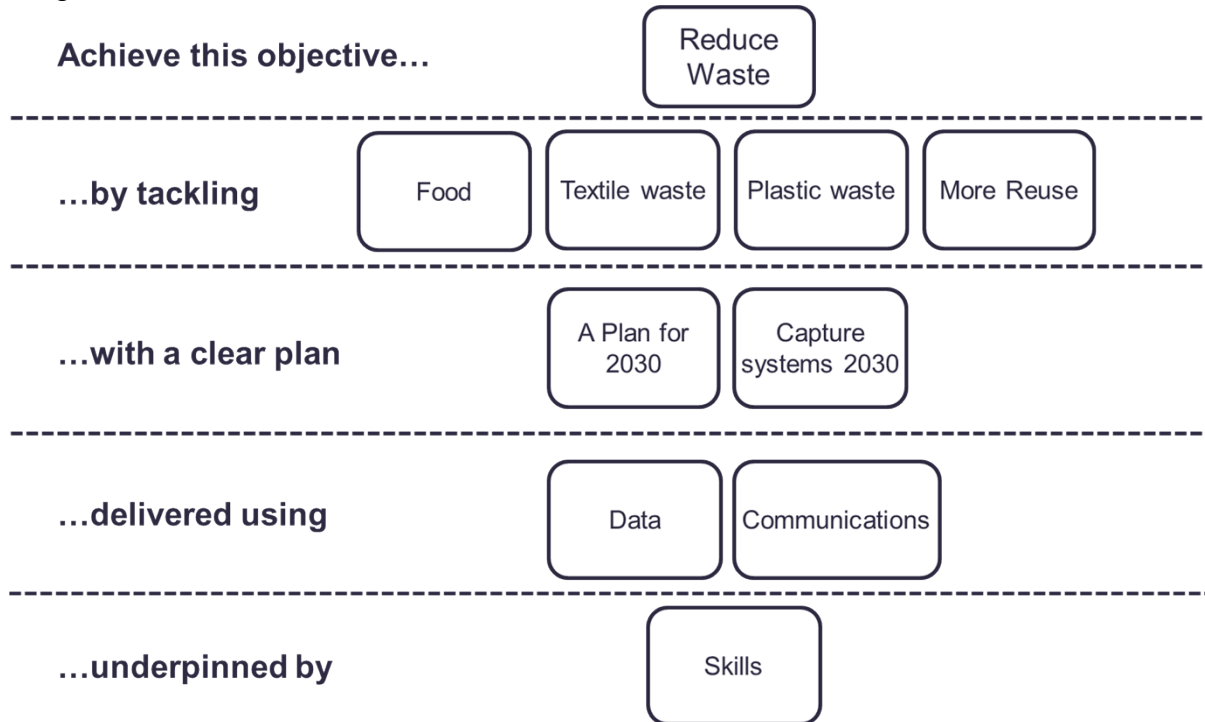 Achieve this objective…
Reduce
Waste
…by tackling
Food
Textile waste
Plastic waste
More Reuse
…with a clear plan
A Plan for
2030
Capture
systems 2030
…delivered using
Data
Communications
…underpinned by
Skills